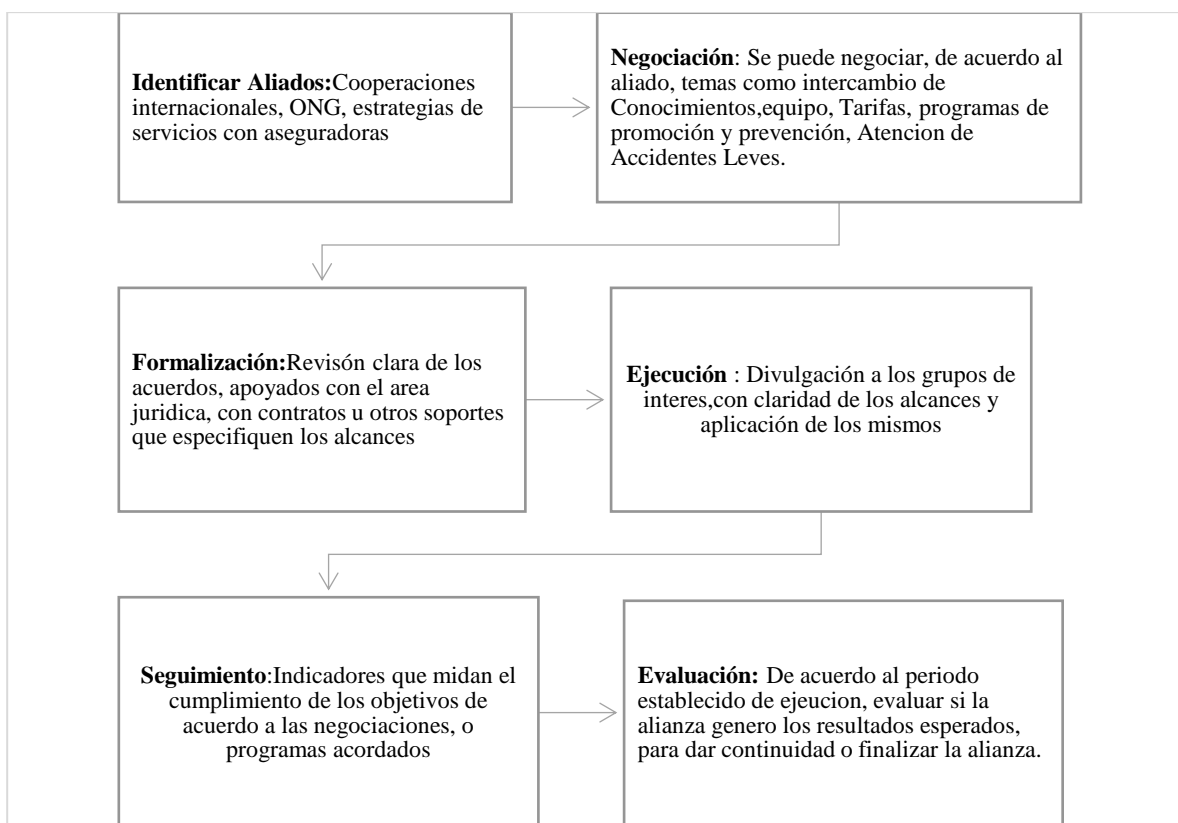 Identificar Aliados:Cooperaciones
internacionales, ONG, estrategias de
servicios con aseguradoras
Negociación: Se puede negociar, de acuerdo al
aliado, temas como intercambio de
Conocimientos,equipo, Tarifas, programas de
promoción y prevención, Atencion de
Accidentes Leves.
Formalización:Revisón clara de los
acuerdos, apoyados con el area
juridica, con contratos u otros soportes
que especifiquen los alcances
Ejecución : Divulgación a los grupos de
interes,con claridad de los alcances y
aplicación de los mismos
Seguimiento:Indicadores que midan el
cumplimiento de los objetivos de
acuerdo a las negociaciones, o
programas acordados
Evaluación: De acuerdo al periodo
establecido de ejeucion, evaluar si la
alianza genero los resultados esperados,
para dar continuidad o finalizar la alianza.